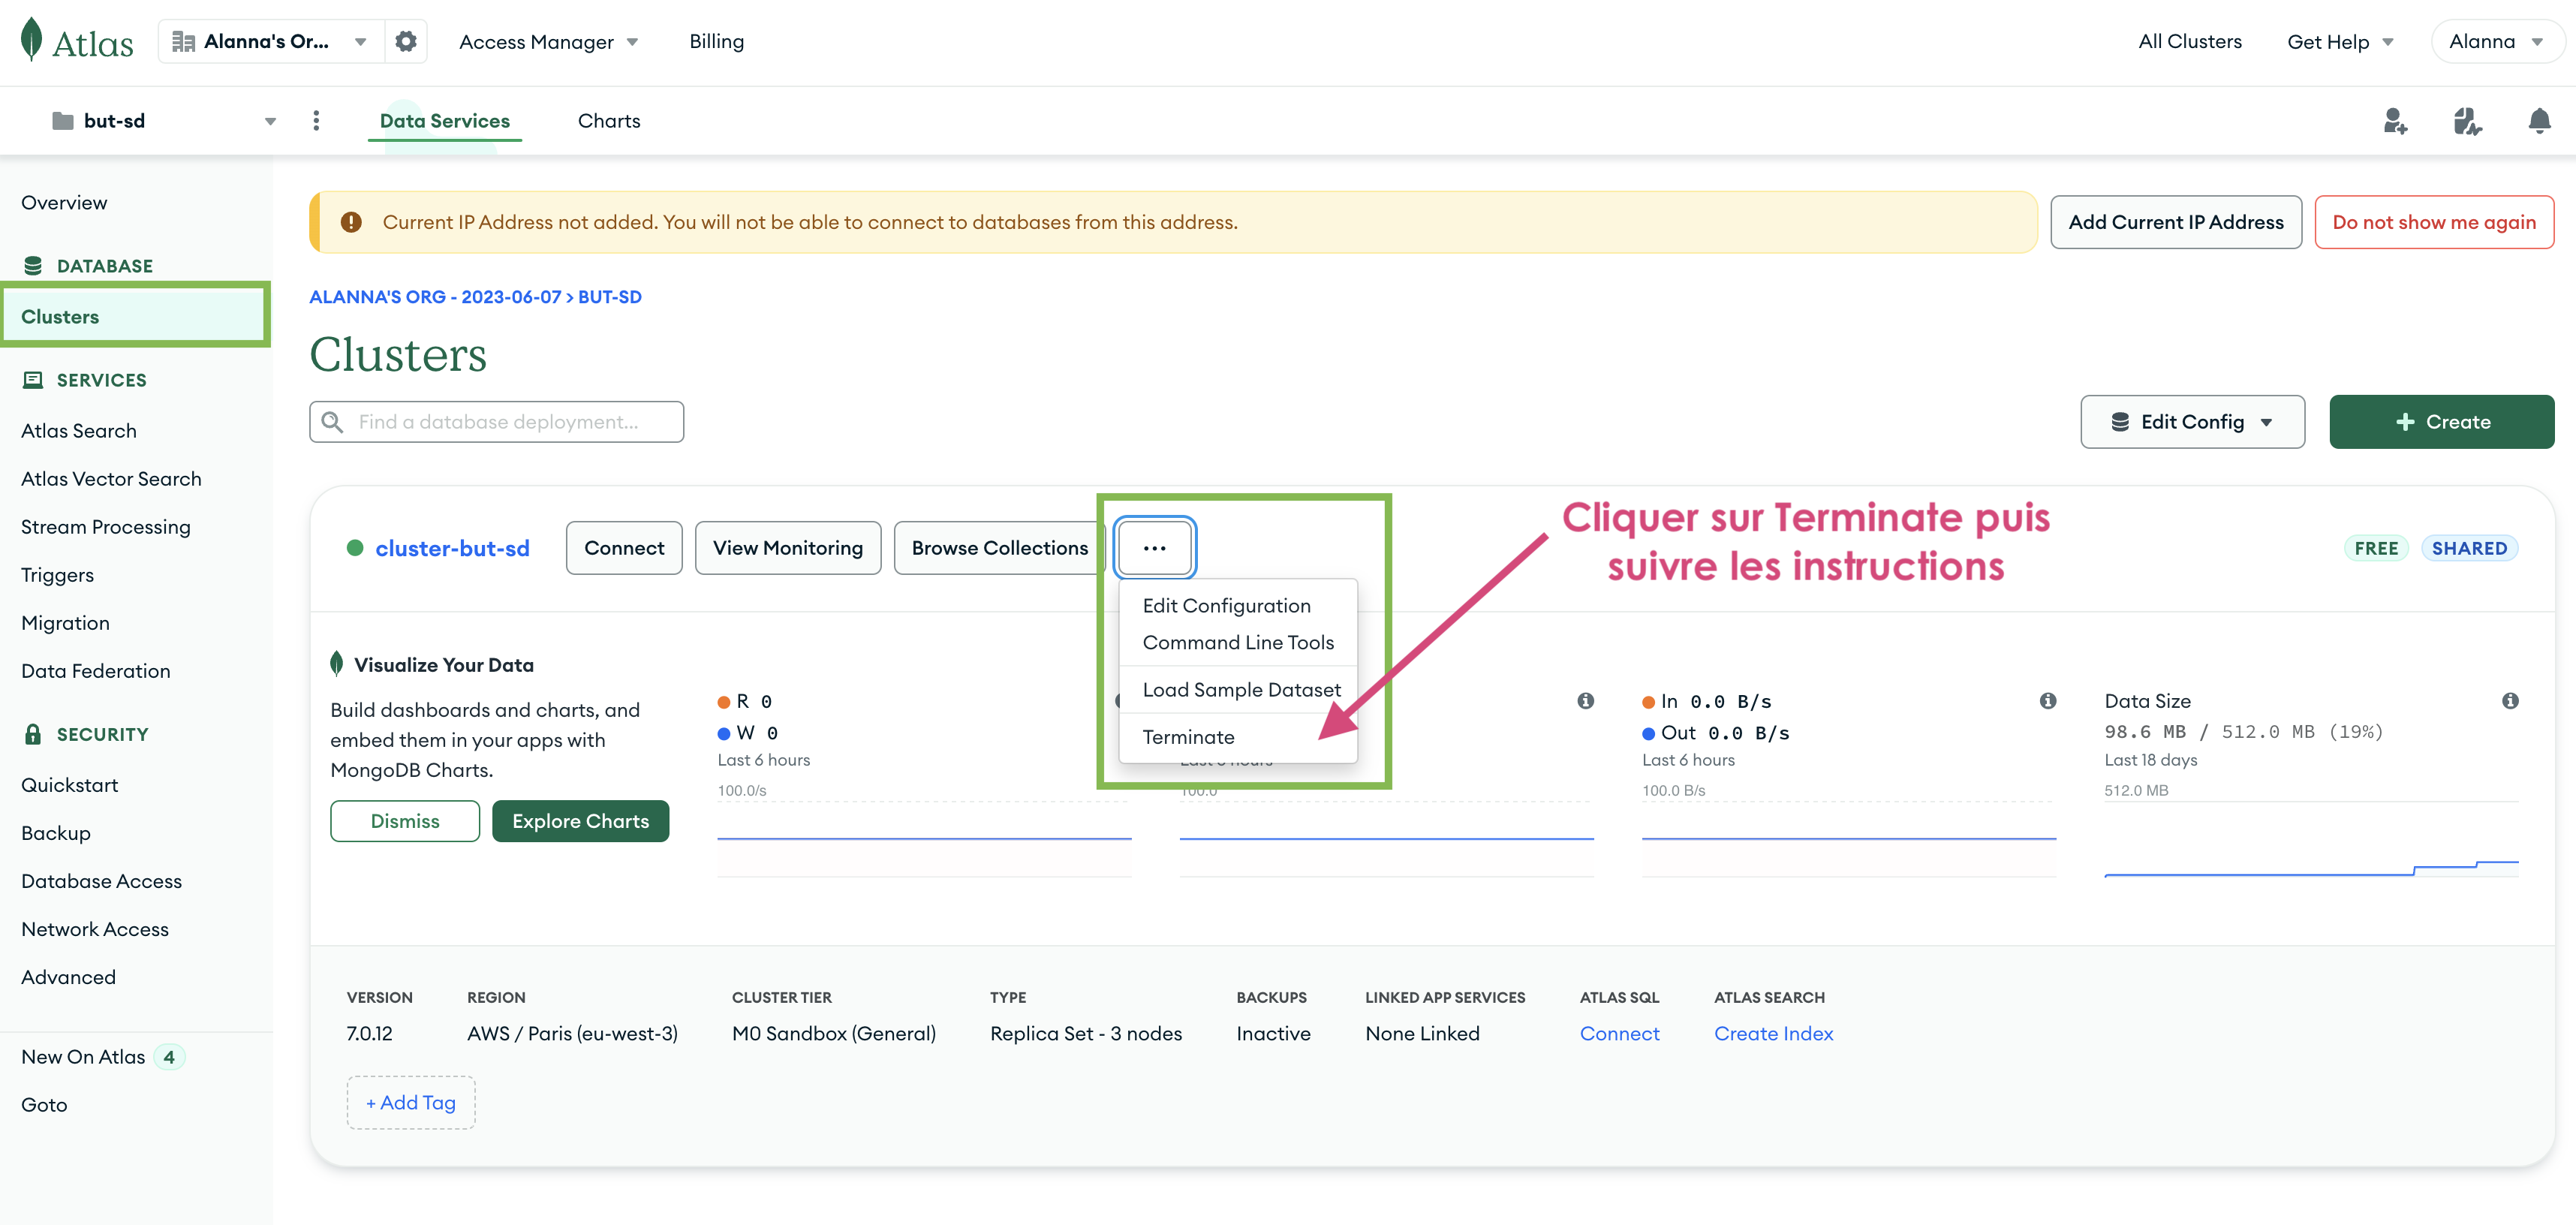 Atlas
Alanna's Or...
Access Manager
Billing
All Clusters
Get Help
Alanna
but-sd
Data Services
Charts
Overview
DATABASE
Clusters
SERVICES
Atlas Search
Atlas Vector Search
Stream Processing
Triggers
Migration
Data Federation
SECURITY
Quickstart
Backup
Database Access
Network Access
Advanced
New On Atlas 4
Goto
Current IP Address not added. You will not be able to connect to databases from this address.
Add Current IP Address
Do not show me again
ALANNA'S ORG - 2023-06-07 > BUT-SD
Clusters
Find a database deployment...
Edit Config
+ Create
cluster-but-sd
Connect
View Monitoring
Browse Collections
...
Edit Configuration
Command Line Tools
Load Sample Dataset
Terminate
Cliquer sur Terminate puis
suivre les instructions
FREE
SHARED
Visualize Your Data
Build dashboards and charts, and
embed them in your apps with
MongoDB Charts.
Dismiss
Explore Charts
R 0
W 0
Last 6 hours
100.0/s
Last 6 hours
100.0
In 0.0 B/s
Out 0.0 B/s
Last 6 hours
100.0 B/s
Data Size
98.6 MB / 512.0 MB (19%)
Last 18 days
512.0 MB
VERSION
7.0.12
REGION
AWS / Paris (eu-west-3)
CLUSTER TIER
M0 Sandbox (General)
TYPE
Replica Set - 3 nodes
BACKUPS
Inactive
LINKED APP SERVICES
None Linked
ATLAS SQL
Connect
ATLAS SEARCH
Create Index
+ Add Tag